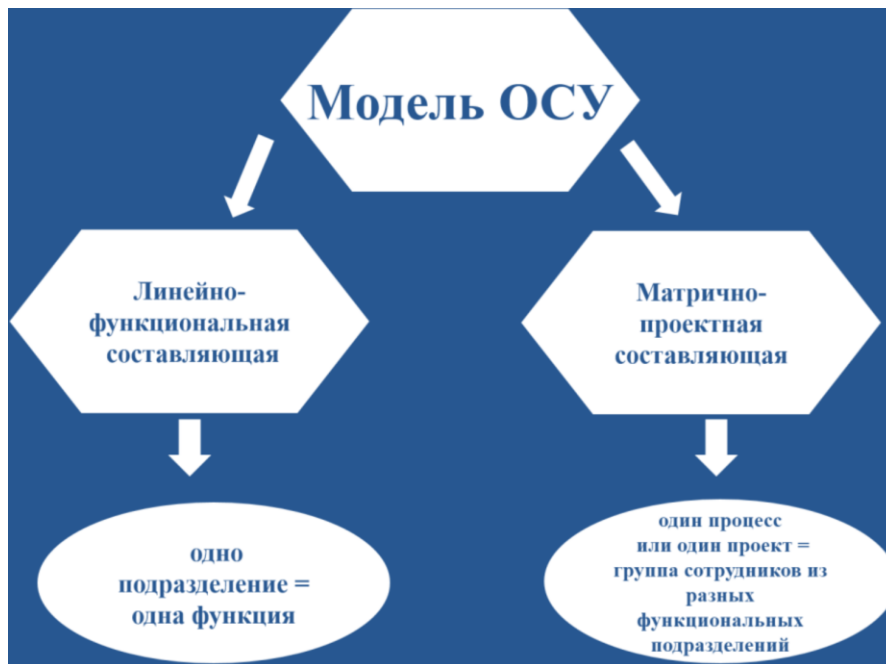 Модель ОСУ
Линейно-
функциональная
составляющая
Матрично-
проектная
составляющая
одно
подразделение =
одна функция
один процесс
или один проект =
группа сотрудников из
разных
функциональных
подразделений